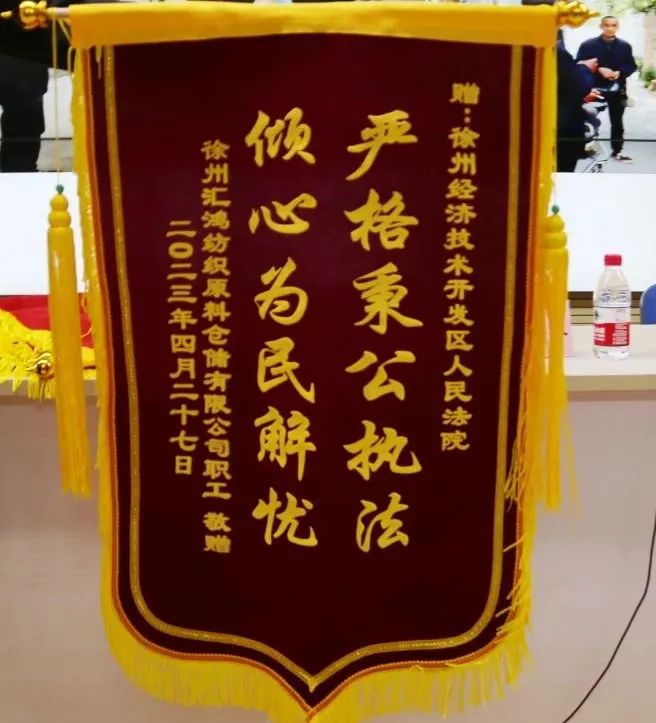 赠：徐州经济技术开发区人民法院
严格秉公执法
倾心为民解忧
徐州汇鸿纺织原料仓储有限公司职工 敬赠
二〇二三年四月二十七日